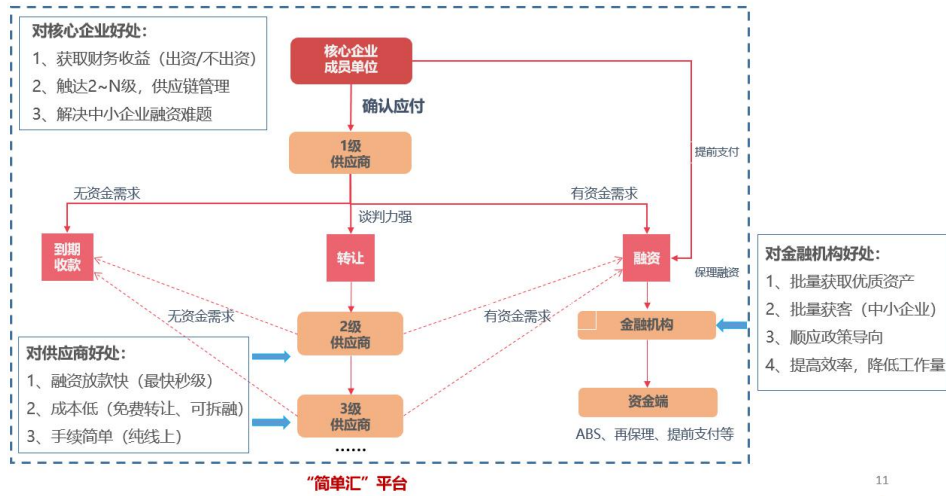 对核心企业好处：
1、获取财务收益（出资/不出资）
2、触达2~N级，供应链管理
3、解决中小企业融资难题
核心企业
成员单位
确认应付
1级
供应商
提前支付
无资金需求
谈判力强
有资金需求
到期
收款
转让
融资
保理融资
对金融机构好处：
1、批量获取优质资产
2、批量获客（中小企业）
3、顺应政策导向
4、提高效率，降低工作量
无资金需求
有资金需求
2级
供应商
金融机构
对供应商好处：
1、融资放款快（最快秒级）
2、成本低（免费转让、可拆融）
3、手续简单（纯线上）
3级
供应商
......
资金端
ABS、再保理、提前支付等
“简单汇”平台
11